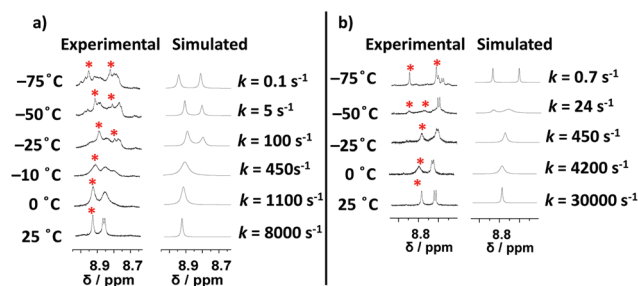 a)
Experimental Simulated
−75 ˚C k = 0.1 s-1
−50˚C k = 5 s-1
−25˚C k = 100 s-1
−10 ˚C k = 450s-1
0 ˚C k = 1100 s-1
25 ˚C k = 8000 s-1
8.9 8.7 8.9 8.7
δ / ppm δ / ppm
b)
Experimental Simulated
−75˚C k = 0.7 s-1
−50˚C k = 24 s-1
−25˚C k = 450 s-1
0 ˚C k = 4200 s-1
25 ˚C k = 30000 s-1
8.8 8.8
δ / ppm δ / ppm